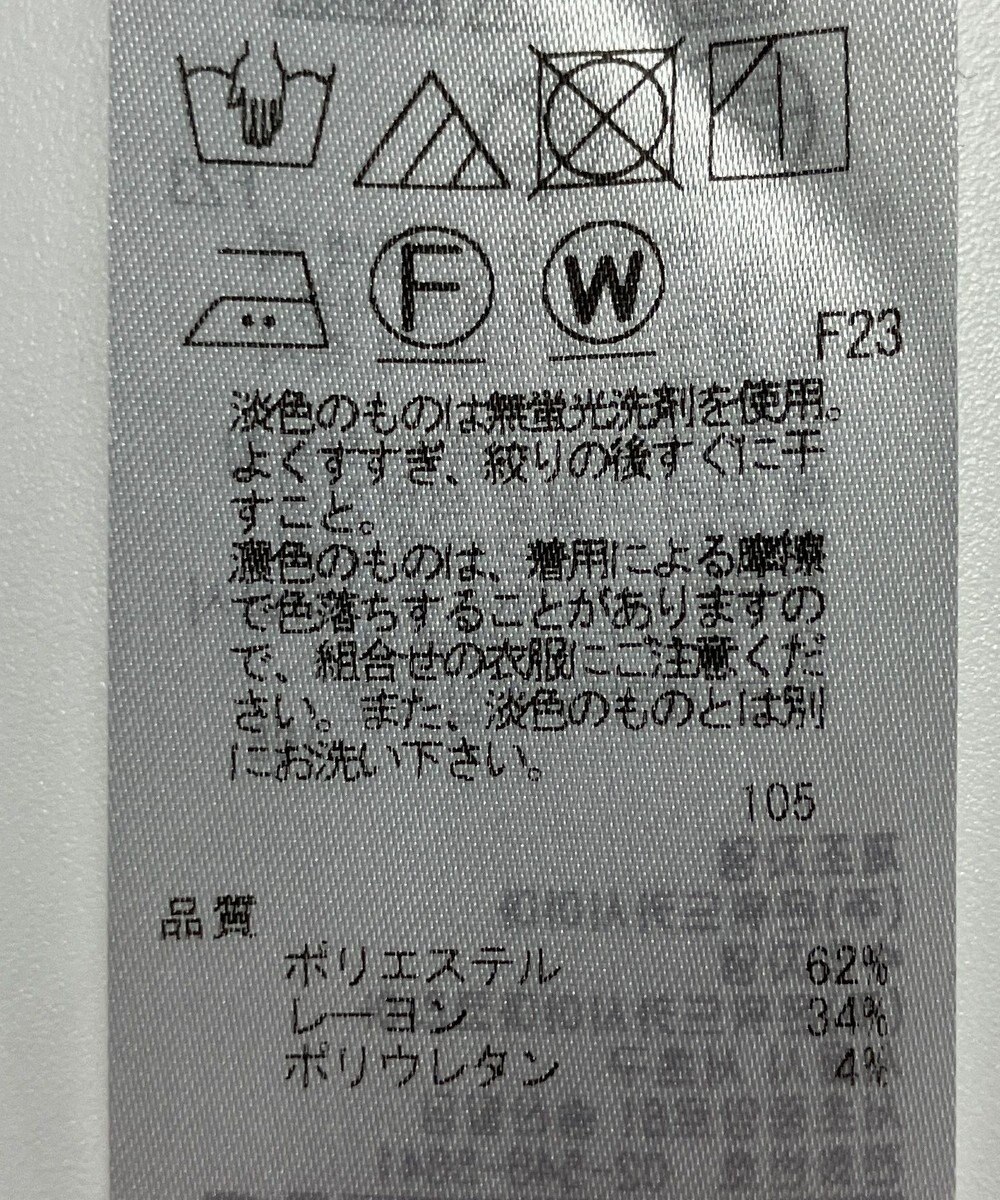 F W
F23
淡色のものは無蛍光洗剤を使用。
よくすすぎ、絞りの後すぐに干
すこと。
濃色のものは、着用による摩擦
で色落ちすることがありますの
で、組合せの衣服にご注意くだ
さい。また、淡色のものとは別
にお洗い下さい。
105
品質
ポリエステル 62%
レーヨン 34%
ポリウレタン 4%